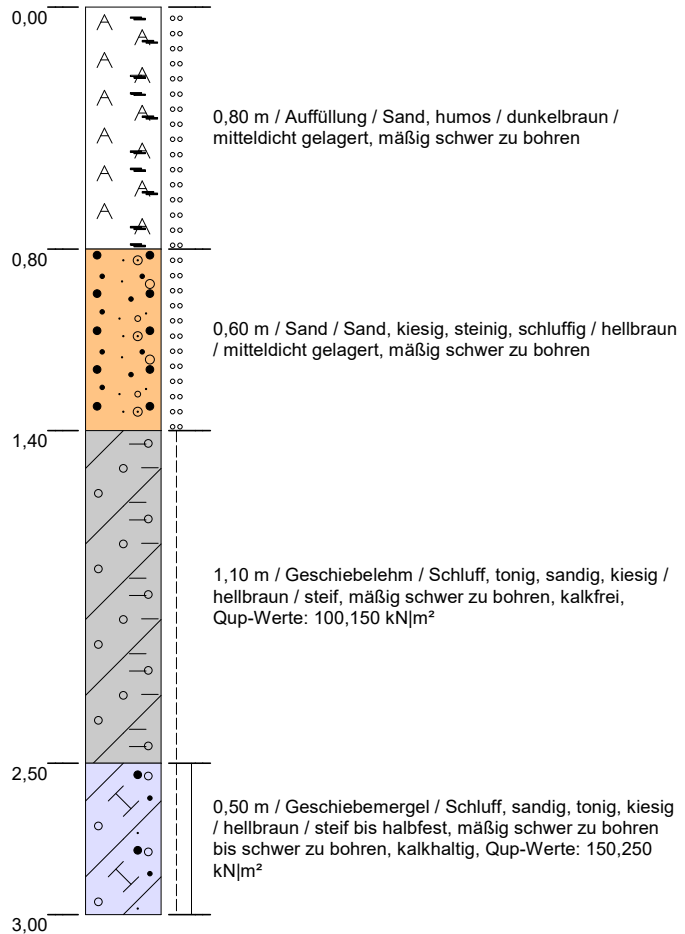 0,00
0,80 m / Auffüllung / Sand, humos / dunkelbraun /
mitteldicht gelagert, mäßig schwer zu bohren
0,80
0,60 m / Sand / Sand, kiesig, steinig, schluffig / hellbraun
/ mitteldicht gelagert, mäßig schwer zu bohren
1,40
1,10 m / Geschiebelehm / Schluff, tonig, sandig, kiesig /
hellbraun / steif, mäßig schwer zu bohren, kalkfrei,
Qup-Werte: 100,150 kN|m²
2,50
0,50 m / Geschiebemergel / Schluff, sandig, tonig, kiesig
/ hellbraun / steif bis halbfest, mäßig schwer zu bohren
bis schwer zu bohren, kalkhaltig, Qup-Werte: 150,250
kN|m²
3,00